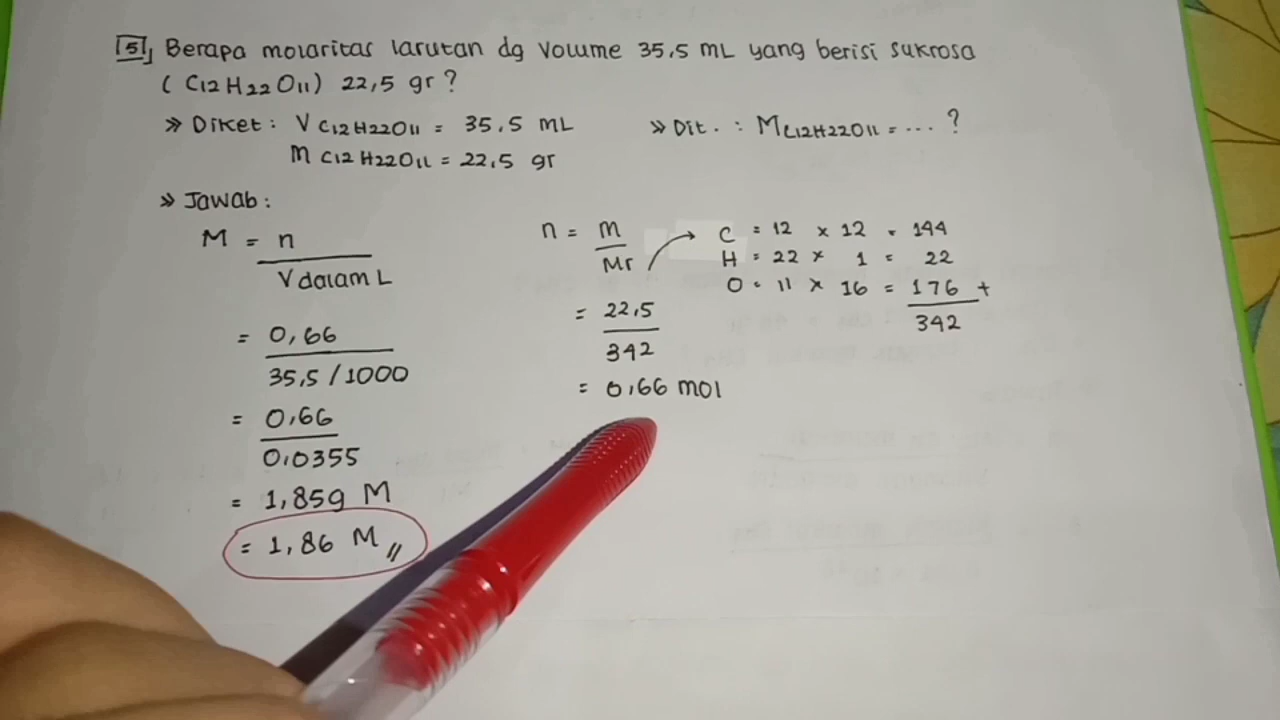 5, Berapa molaritas larutan dg volume 35,5 mL yang berisi sukrosa
(C12H22O11) 22,5 gr?
» Diket: V C12H22O11 = 35,5 mL
m C12H22O11 = 22,5 gr
» Dit. : M C12H22O11 = ... ?
» Jawab:
M = n
V dalam L
= 0,66
35,5 / 1000
= 0,66
0,0355
= 1,859 M
= 1,86 M //
n = m
Mr
= 22,5
342
= 0,66 mol
C = 12 x 12 = 144
H = 22 x 1 = 22
O = 11 x 16 = 176 +
342